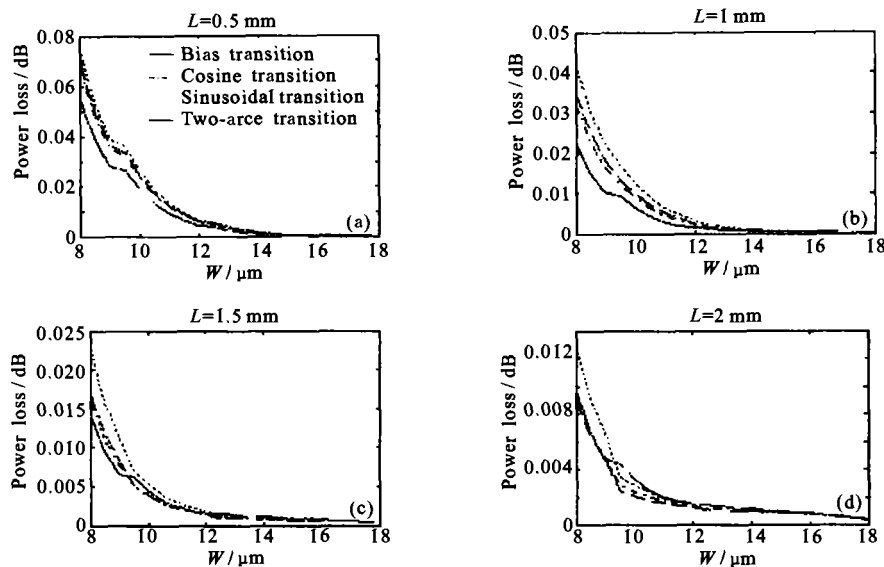 L=0.5 mm
Power loss / dB
0.08
0.06
0.04
0.02
0
Bias transition
Cosine transition
Sinusoidal transition
Two-arce transition
(a)
8 10 12 14 16 18
W / μm
L=1 mm
Power loss / dB
0.05
0.04
0.03
0.02
0.01
0
(b)
8 10 12 14 16 18
W / μm
L=1.5 mm
Power loss / dB
0.025
0.020
0.015
0.010
0.005
0
(c)
8 10 12 14 16 18
W / μm
L=2 mm
Power loss / dB
0.012
0.008
0.004
0
(d)
8 10 12 14 16 18
W / μm